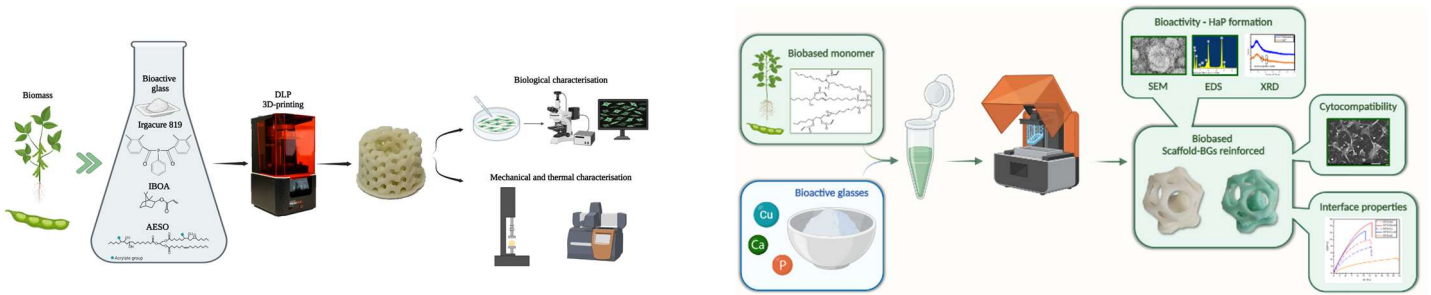 Biomass
Bioactive
glass
Irgacure 819
IBOA
AESO
Acrylate group
DLP
3D-printing
Biological characterisation
Mechanical and thermal characterisation
Biobased monomer
Bioactive glasses
Cu
Ca
P
Bioactivity - HaP formation
SEM
EDS
XRD
Biobased
Scaffold-BGs reinforced
Cytocompatibility
Interface properties